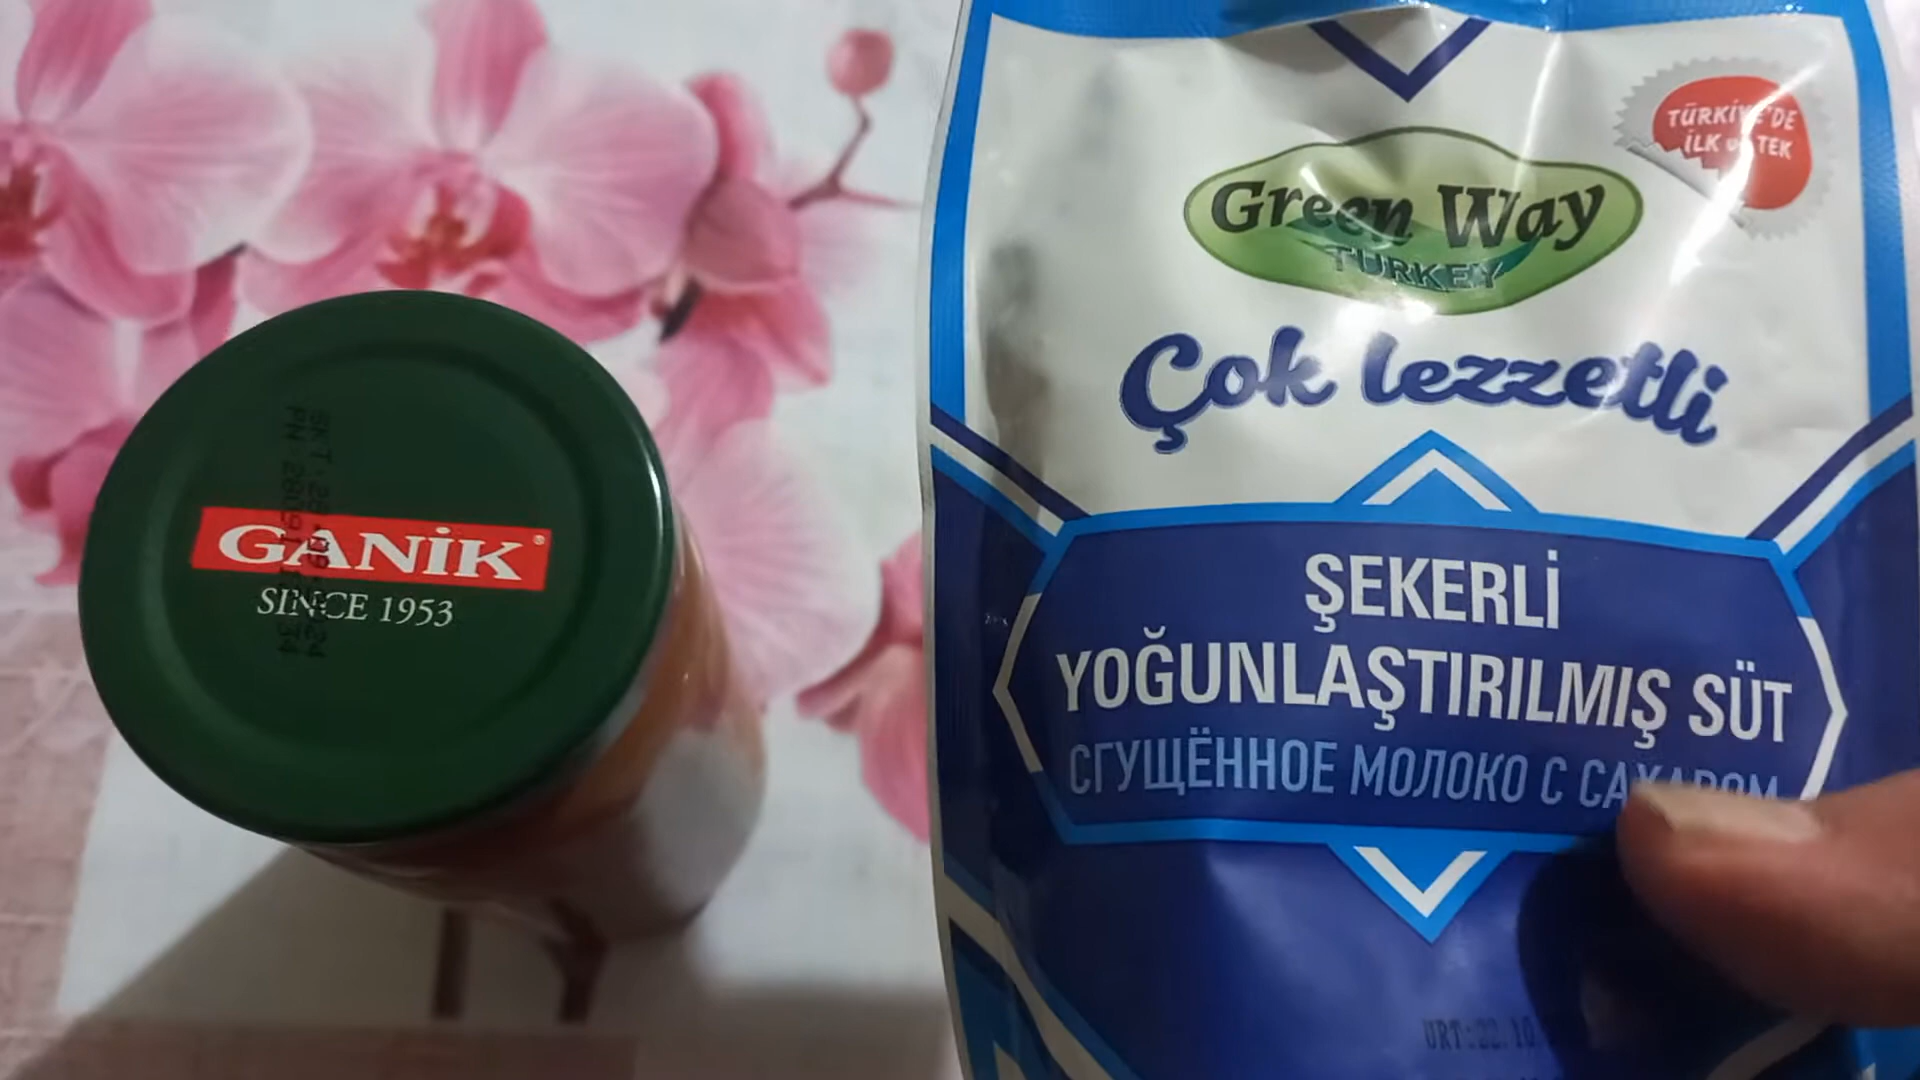 GANİK
SINCE 1953
TÜRKİYE'DE
İLK ve TEK
Green Way
TURKEY
Çok lezzetli
ŞEKERLİ
YOĞUNLAŞTIRILMIŞ SÜT
СГУЩЁННОЕ МОЛОКО С САХАРОМ